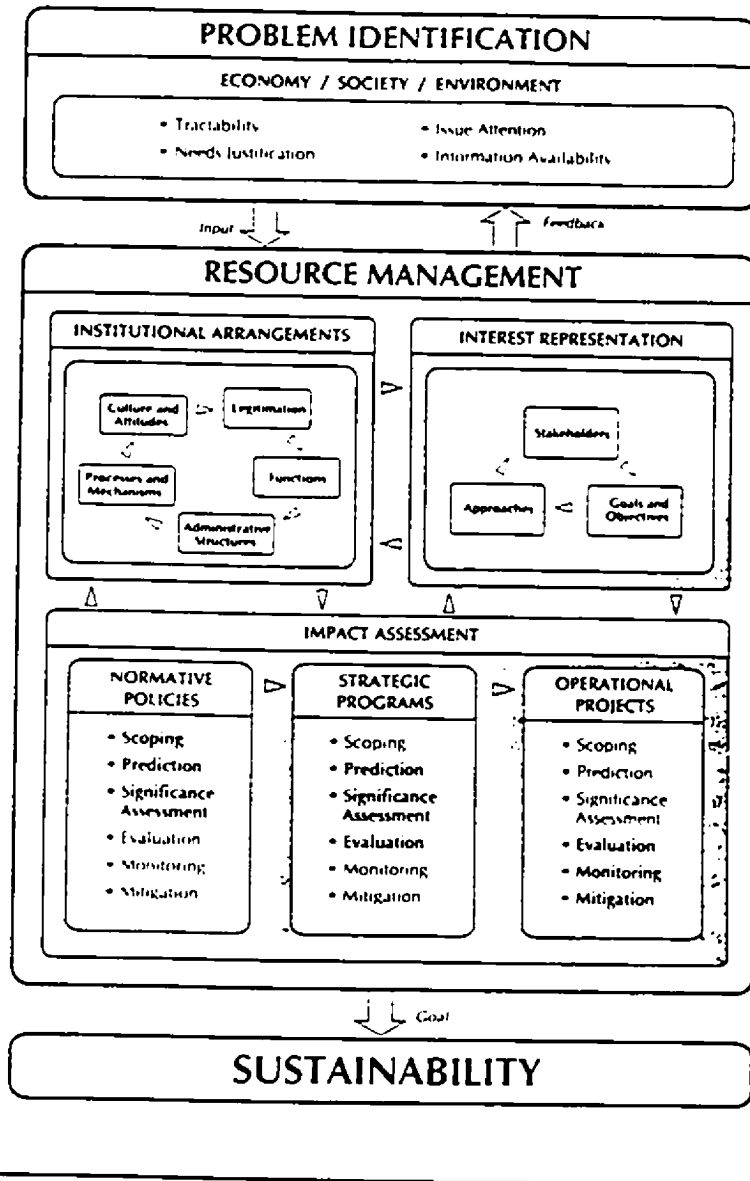 PROBLEM IDENTIFICATION
ECONOMY / SOCIETY / ENVIRONMENT
• Tractability
• Needs Justification
• Issue Attention
• Information Availability
Input
Feedback
RESOURCE MANAGEMENT
INSTITUTIONAL ARRANGEMENTS
Culture and
Attitudes
Legitimation
Processes and
Mechanisms
Functions
Administrative
Structures
INTEREST REPRESENTATION
Stakeholders
Approaches
Goals and
Objectives
IMPACT ASSESSMENT
NORMATIVE
POLICIES
• Scoping
• Prediction
• Significance
Assessment
• Evaluation
• Monitoring
• Mitigation
STRATEGIC
PROGRAMS
• Scoping
• Prediction
• Significance
Assessment
• Evaluation
• Monitoring
• Mitigation
OPERATIONAL
PROJECTS
• Scoping
• Prediction
• Significance
Assessment
• Evaluation
• Monitoring
• Mitigation
Goal
SUSTAINABILITY